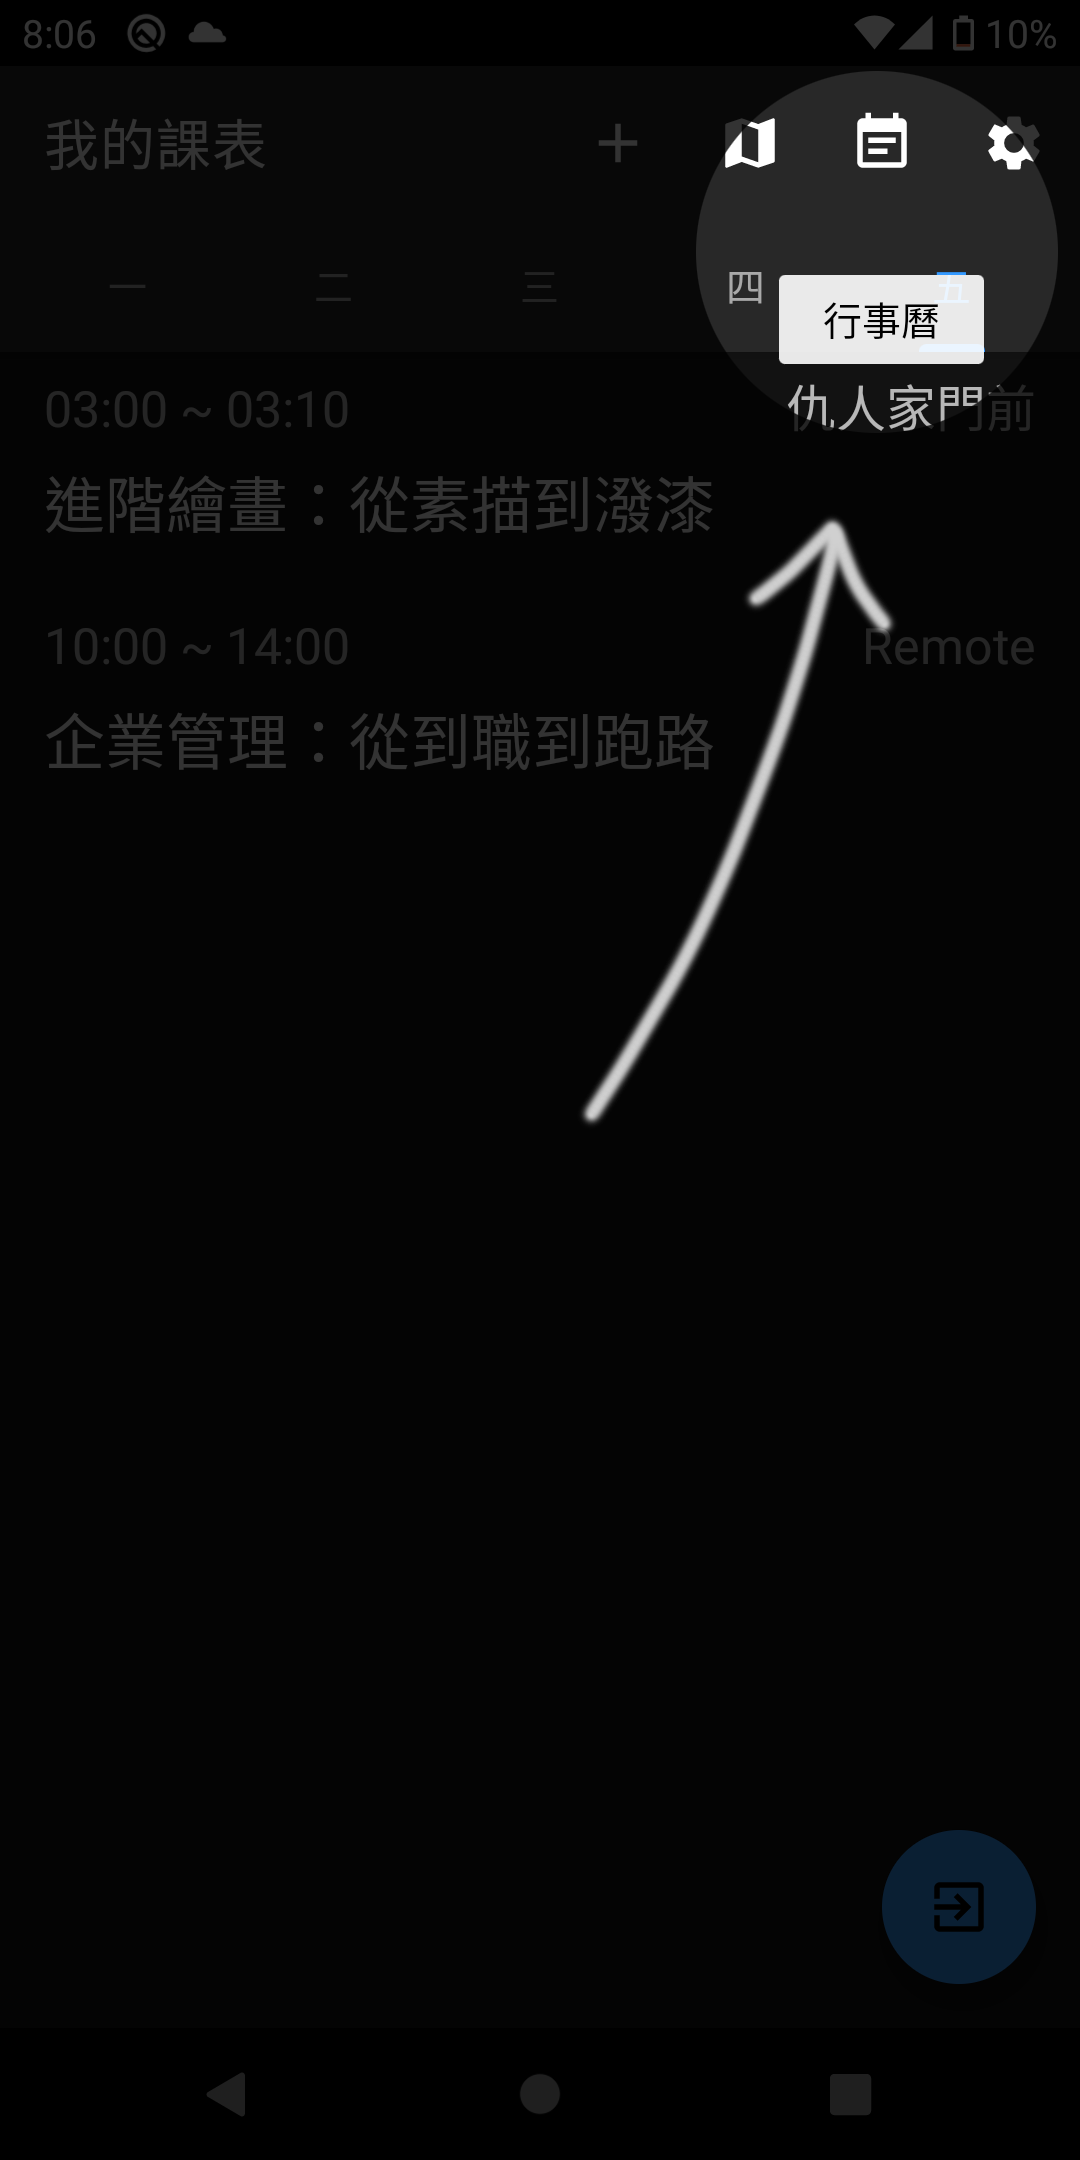 8:06
10%
我的課表
一 二 三 四 五
行事曆
03:00 ~ 03:10 仇人家門前
進階繪畫：從素描到潑漆
10:00 ~ 14:00 Remote
企業管理：從到職到跑路